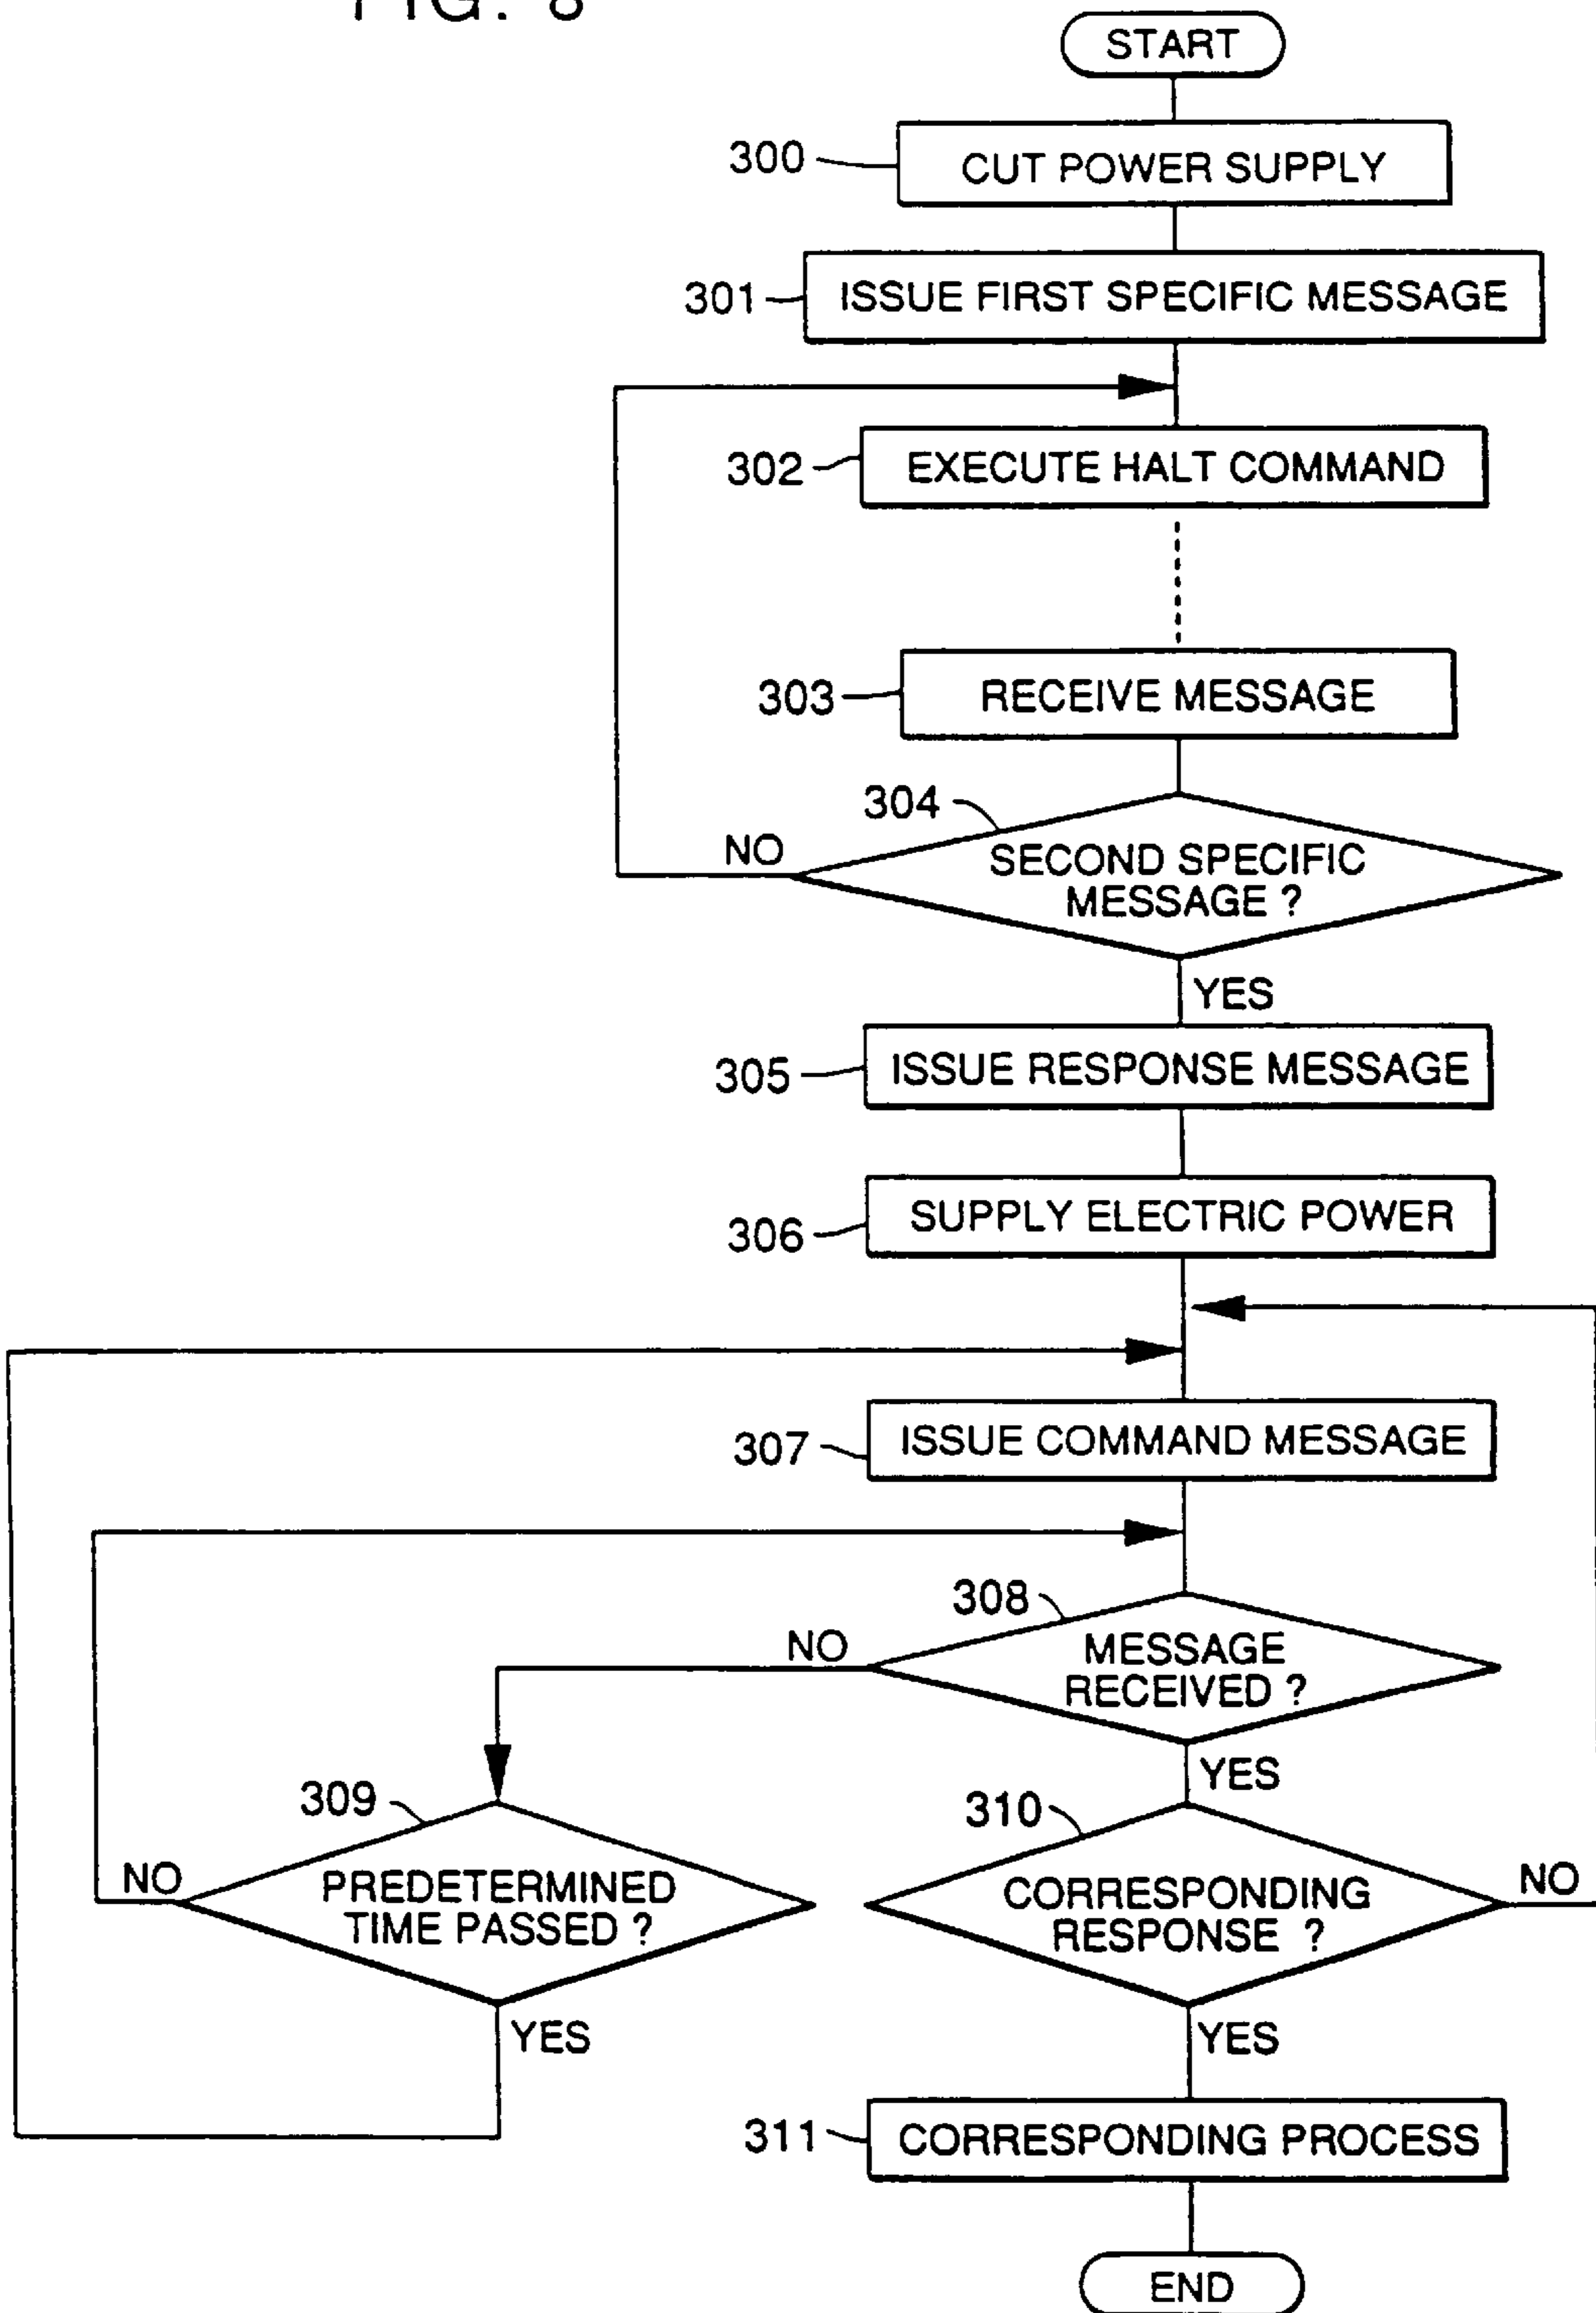 FIG. 8
START
300
CUT POWER SUPPLY
301
ISSUE FIRST SPECIFIC MESSAGE
302
EXECUTE HALT COMMAND
303
RECEIVE MESSAGE
304
NO
SECOND SPECIFIC
MESSAGE ?
YES
305
ISSUE RESPONSE MESSAGE
306
SUPPLY ELECTRIC POWER
307
ISSUE COMMAND MESSAGE
308
NO
MESSAGE
RECEIVED ?
YES
309
NO
PREDETERMINED
TIME PASSED ?
YES
310
CORRESPONDING
RESPONSE ?
NO
YES
311
CORRESPONDING PROCESS
END